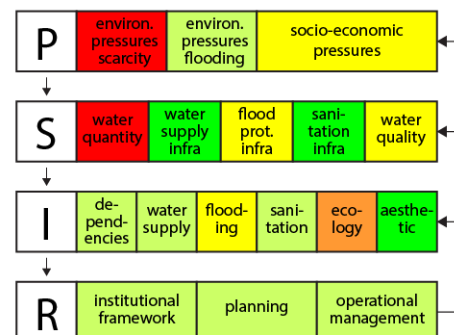 P
environ.
pressures
scarcity
environ.
pressures
flooding
socio-economic
pressures
S
water
quantity
water
supply
infra
flood
prot.
infra
sani-
tation
infra
water
quality
I
de-
pend-
encies
water
supply
flood-
ing
sani-
tation
eco-
logy
aesthe-
tic
R
institutional
framework
planning
operational
management